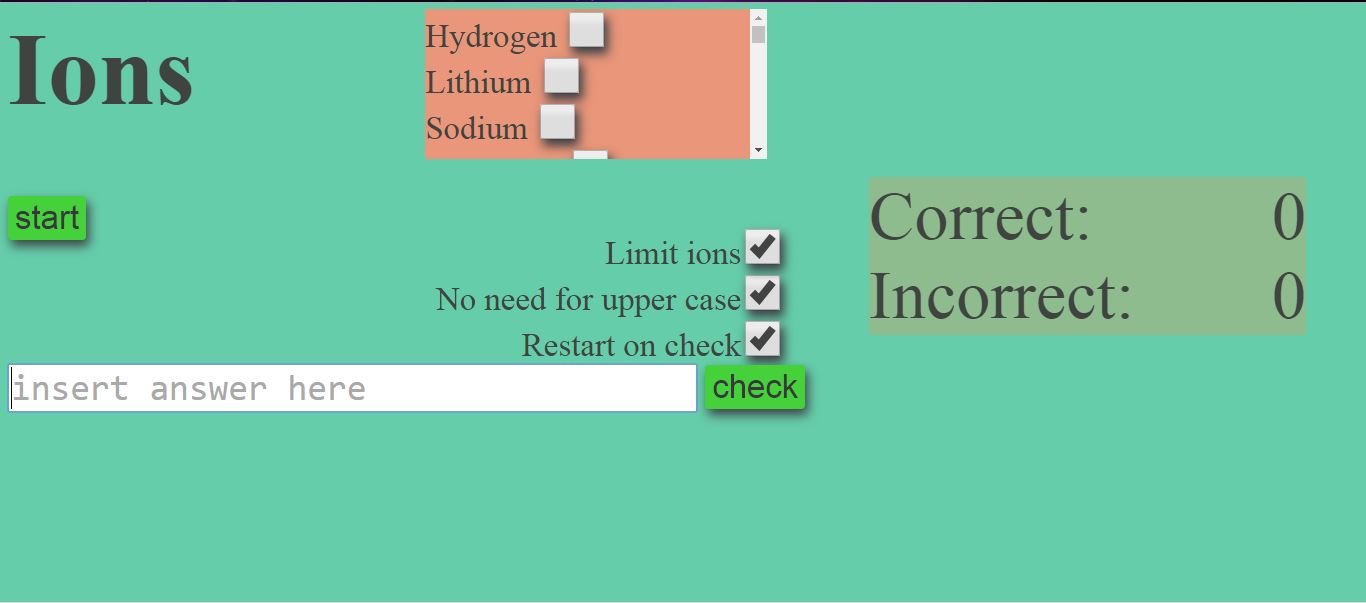 Ions
Hydrogen
Lithium
Sodium
start
Limit ions
No need for upper case
Restart on check
Correct: 0
Incorrect: 0
insert answer here
check